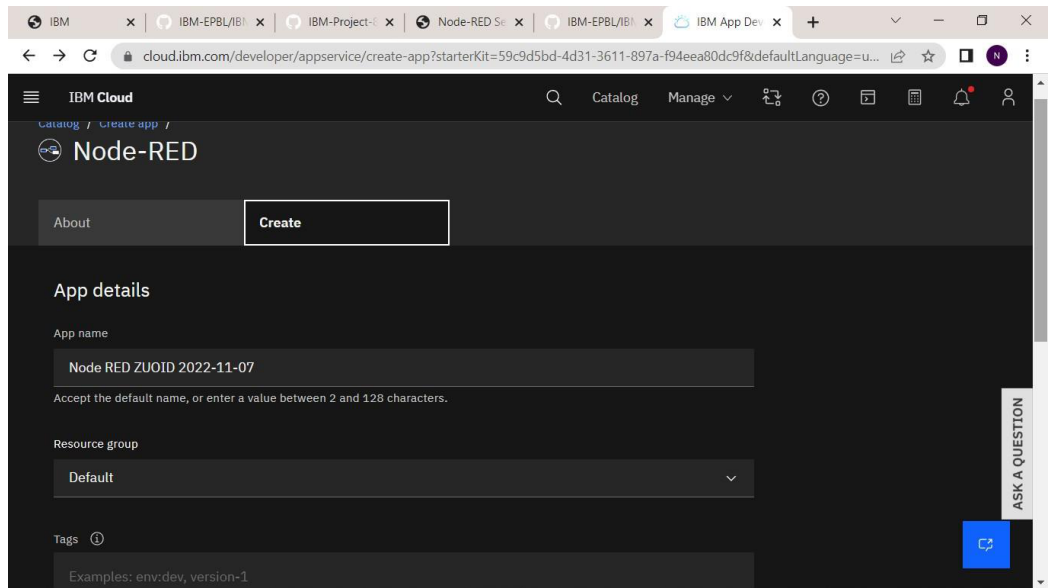 IBM
IBM-EPBL/IBM
IBM-Project-
Node-RED Se
IBM-EPBL/IBM
IBM App Dev
cloud.ibm.com/developer/appservice/create-app?starterKit=59c9d5bd-4d31-3611-897a-f94eea80dc9f&defaultLanguage=u...
N
IBM Cloud
Catalog
Manage
Catalog / Create app /
Node-RED
About
Create
App details
App name
Node RED ZUOID 2022-11-07
Accept the default name, or enter a value between 2 and 128 characters.
Resource group
Default
ASK A QUESTION
Tags
Examples: env:dev, version-1